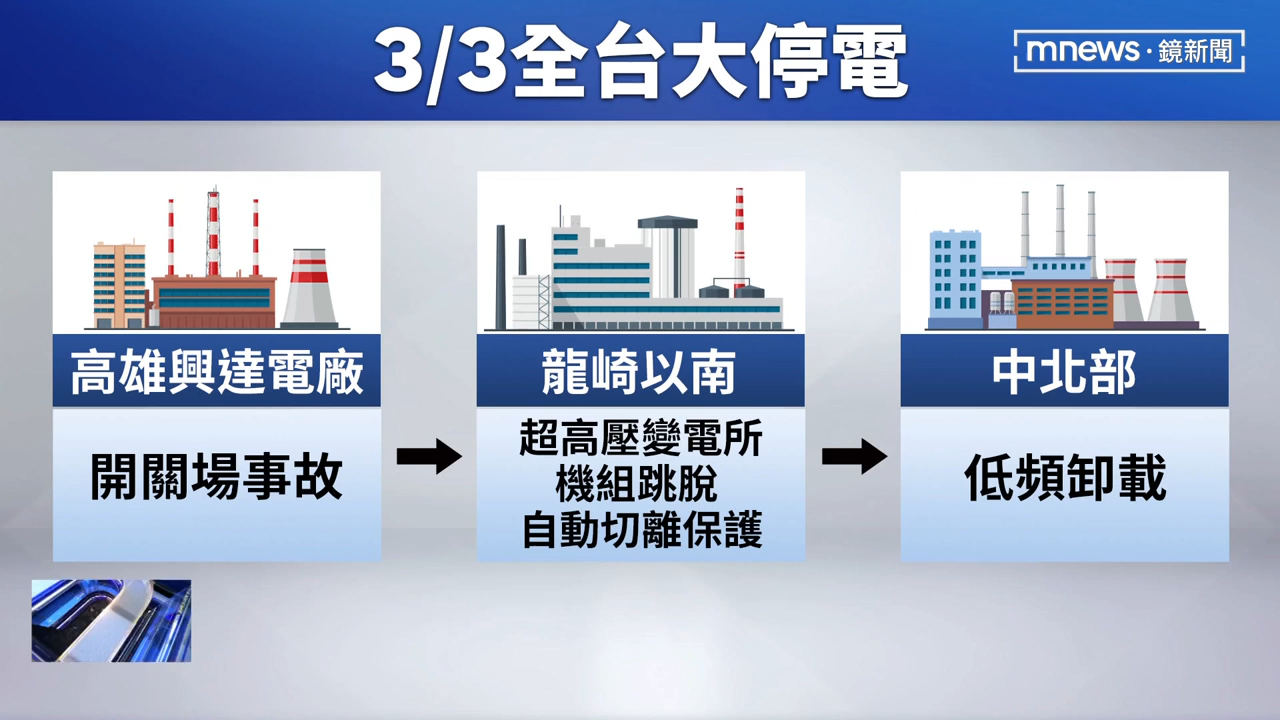 3/3全台大停電
mnews·鏡新聞
高雄興達電廠
開關場事故
龍崎以南
超高壓變電所
機組跳脫
自動切離保護
中北部
低頻卸載